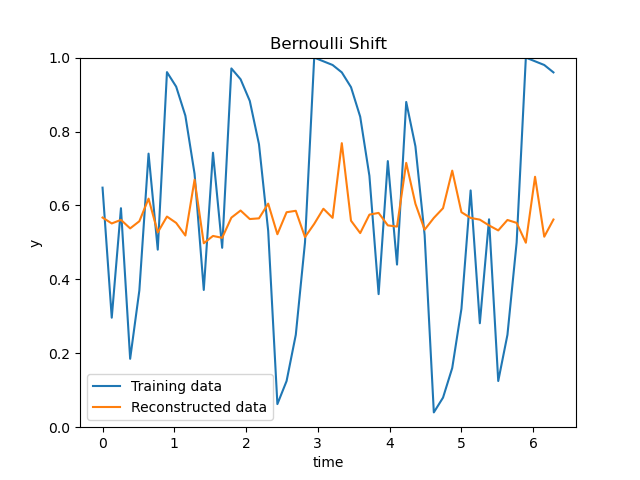 Bernoulli Shift
1.0
0.8
0.6
0.4
0.2
0.0
y
Training data
Reconstructed data
0 1 2 3 4 5 6
time